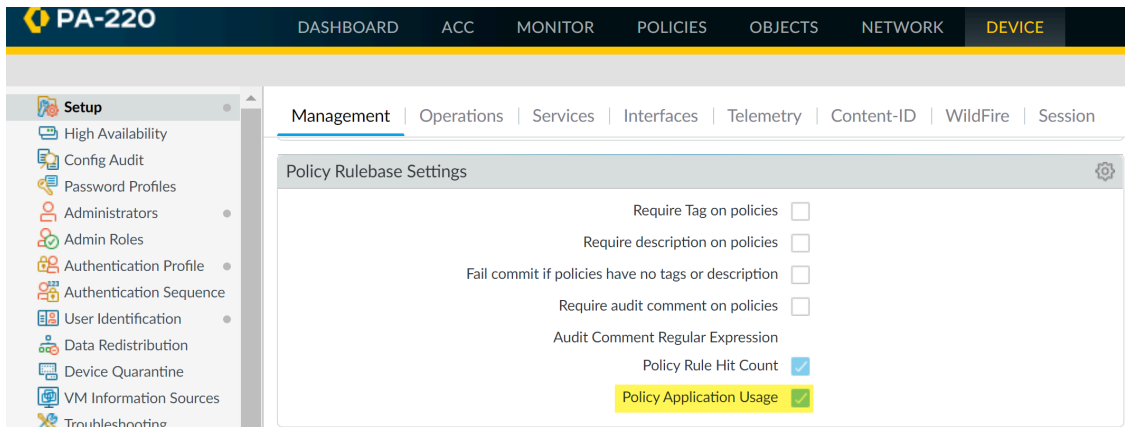 PA-220
DASHBOARD ACC MONITOR POLICIES OBJECTS NETWORK DEVICE
Setup
High Availability
Config Audit
Password Profiles
Administrators
Admin Roles
Authentication Profile
Authentication Sequence
User Identification
Data Redistribution
Device Quarantine
VM Information Sources
Troubleshooting
Management Operations Services Interfaces Telemetry Content-ID WildFire Session
Policy Rulebase Settings
Require Tag on policies
Require description on policies
Fail commit if policies have no tags or description
Require audit comment on policies
Audit Comment Regular Expression
Policy Rule Hit Count
Policy Application Usage